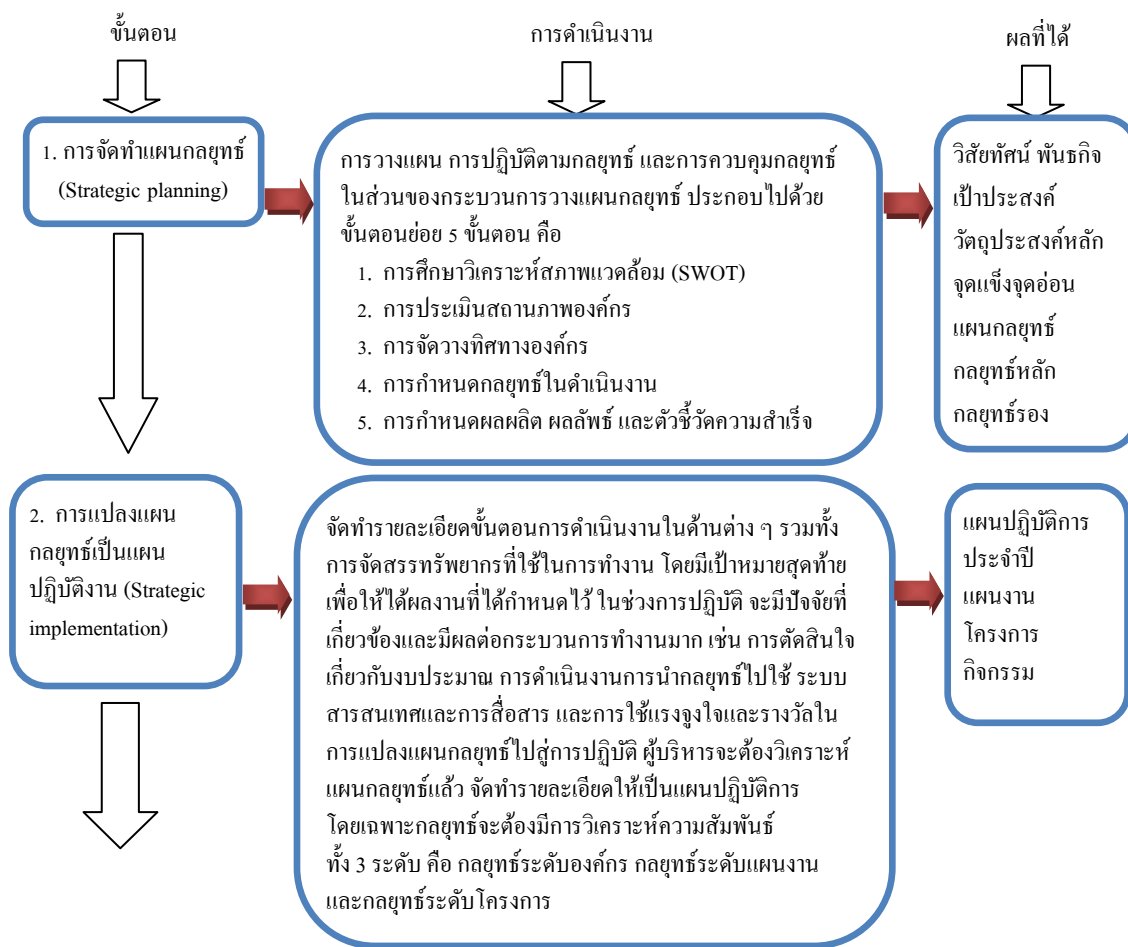 ขั้นตอน
การดำเนินงาน
ผลที่ได้
1. การจัดทำแผนกลยุทธ์
(Strategic planning)
การวางแผน การปฏิบัติตามกลยุทธ์ และการควบคุมกลยุทธ์
ในส่วนของกระบวนการวางแผนกลยุทธ์ ประกอบไปด้วย
ขั้นตอนย่อย 5 ขั้นตอน คือ
1. การศึกษาวิเคราะห์สภาพแวดล้อม (SWOT)
2. การประเมินสถานภาพองค์กร
3. การจัดวางทิศทางองค์กร
4. การกำหนดกลยุทธ์ในดำเนินงาน
5. การกำหนดผลผลิต ผลลัพธ์ และตัวชี้วัดความสำเร็จ
วิสัยทัศน์ พันธกิจ
เป้าประสงค์
วัตถุประสงค์หลัก
จุดแข็งจุดอ่อน
แผนกลยุทธ์
กลยุทธ์หลัก
กลยุทธ์รอง
2. การแปลงแผน
กลยุทธ์เป็นแผน
ปฏิบัติงาน (Strategic
implementation)
จัดทำรายละเอียดขั้นตอนการดำเนินงานในด้านต่าง ๆ รวมทั้ง
การจัดสรรทรัพยากรที่ใช้ในการทำงาน โดยมีเป้าหมายสุดท้าย
เพื่อให้ได้ผลงานที่ได้กำหนดไว้ ในช่วงการปฏิบัติ จะมีปัจจัยที่
เกี่ยวข้องและมีผลต่อกระบวนการทำงานมาก เช่น การตัดสินใจ
เกี่ยวกับงบประมาณ การดำเนินงานการนำกลยุทธ์ไปใช้ ระบบ
สารสนเทศและการสื่อสาร และการใช้แรงจูงใจและรางวัลใน
การแปลงแผนกลยุทธ์ไปสู่การปฏิบัติ ผู้บริหารจะต้องวิเคราะห์
แผนกลยุทธ์แล้ว จัดทำรายละเอียดให้เป็นแผนปฏิบัติการ
โดยเฉพาะกลยุทธ์จะต้องมีการวิเคราะห์ความสัมพันธ์
ทั้ง 3 ระดับ คือ กลยุทธ์ระดับองค์กร กลยุทธ์ระดับแผนงาน
และกลยุทธ์ระดับโครงการ
แผนปฏิบัติการ
ประจำปี
แผนงาน
โครงการ
กิจกรรม